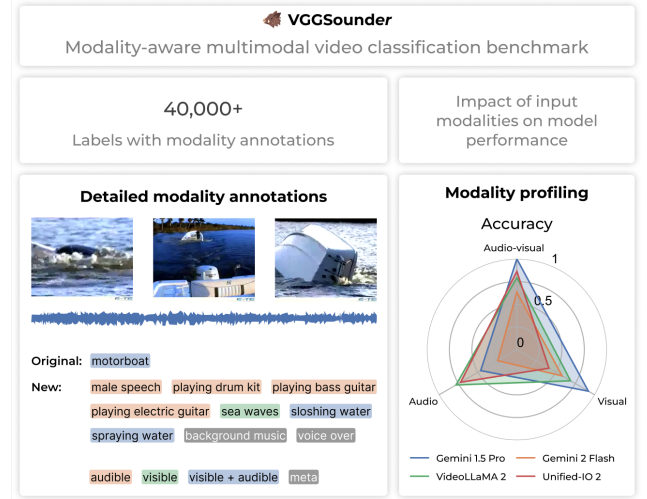 VGGSounder
Modality-aware multimodal video classification benchmark
40,000+
Labels with modality annotations
Impact of input
modalities on model
performance
Detailed modality annotations
Original: motorboat
New: male speech playing drum kit playing bass guitar
playing electric guitar sea waves sloshing water
spraying water background music voice over
audible visible visible + audible meta
Modality profiling
Accuracy
Audio-visual
1
0.5
0
Audio
Visual
Gemini 1.5 Pro Gemini 2 Flash
VideoLLaMA 2 Unified-IO 2